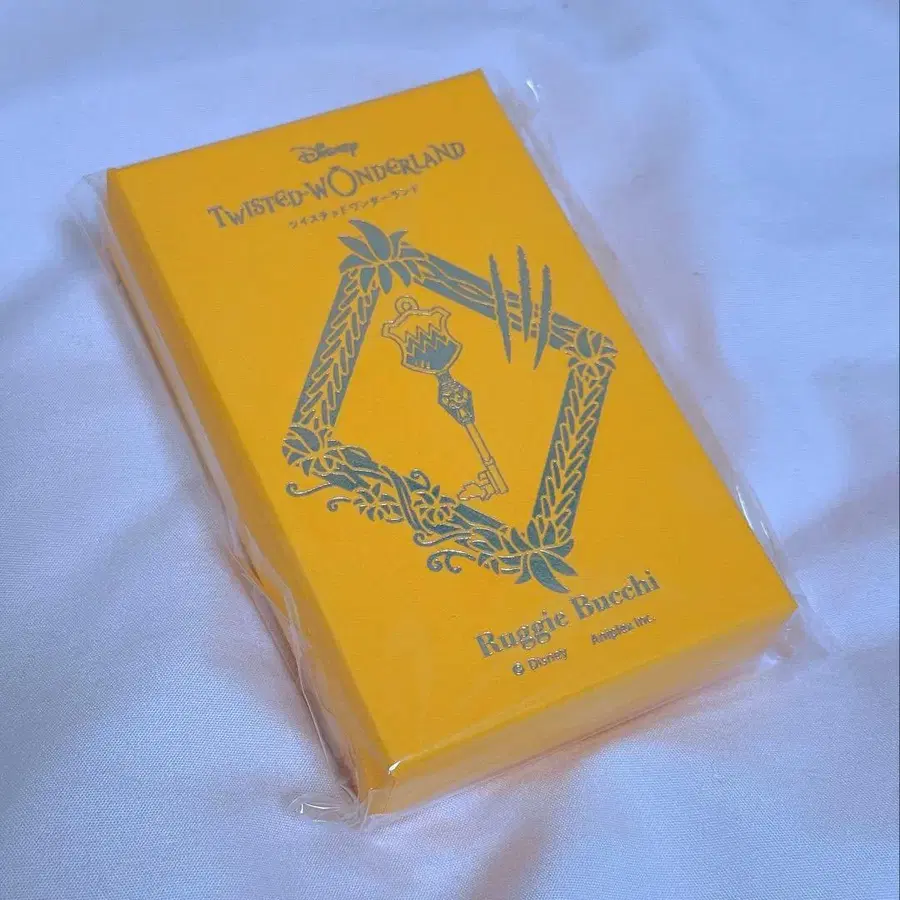 Disney
TWISTED-WONDERLAND
ツイステッドワンダーランド
Ruggie Bucchi
© Disney Aniplex Inc.